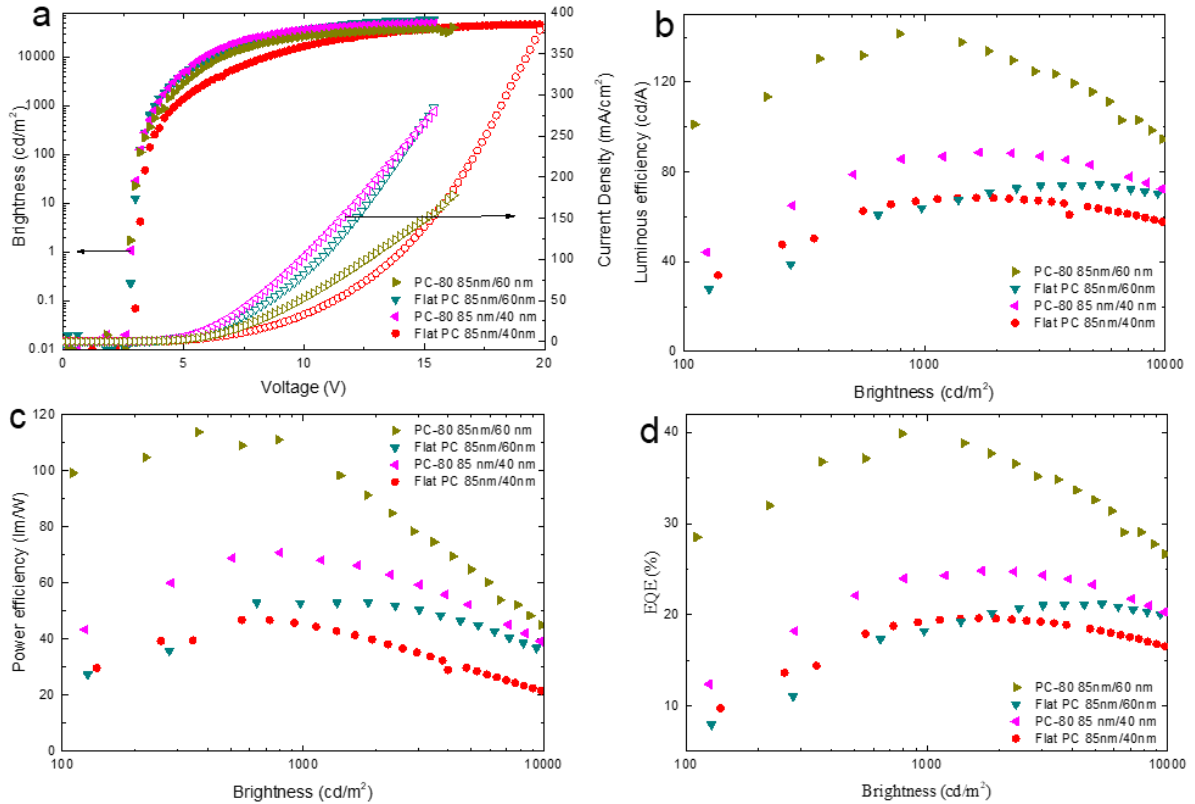 a
Brightness (cd/m²)
10000
1000
100
10
1
0.1
0.01
0
5
10
15
20
Voltage (V)
400
350
300
250
200
150
100
50
0
Current Density (mA/cm²)
PC-80 85nm/60 nm
Flat PC 85nm/60nm
PC-80 85 nm/40 nm
Flat PC 85nm/40nm
b
Luminous efficiency (cd/A)
120
80
40
0
100
1000
10000
Brightness (cd/m²)
PC-80 85nm/60 nm
Flat PC 85nm/60nm
PC-80 85 nm/40 nm
Flat PC 85nm/40nm
c
Power efficiency (lm/W)
120
100
80
60
40
20
0
100
1000
10000
Brightness (cd/m²)
PC-80 85nm/60 nm
Flat PC 85nm/60nm
PC-80 85 nm/40 nm
Flat PC 85nm/40nm
d
EQE (%)
40
30
20
10
100
1000
10000
Brightness (cd/m²)
PC-80 85nm/60 nm
Flat PC 85nm/60nm
PC-80 85 nm/40 nm
Flat PC 85nm/40nm